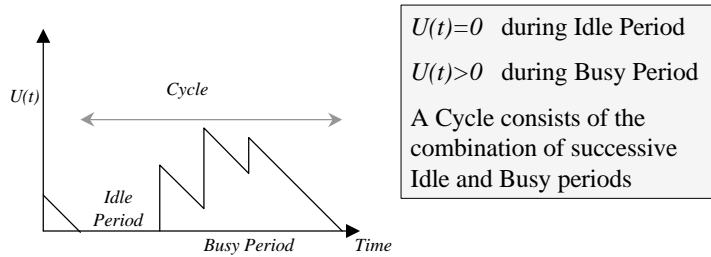 U(t)
Cycle
Idle
Period
Busy Period
Time
U(t)=0 during Idle Period
U(t)>0 during Busy Period
A Cycle consists of the
combination of successive
Idle and Busy periods